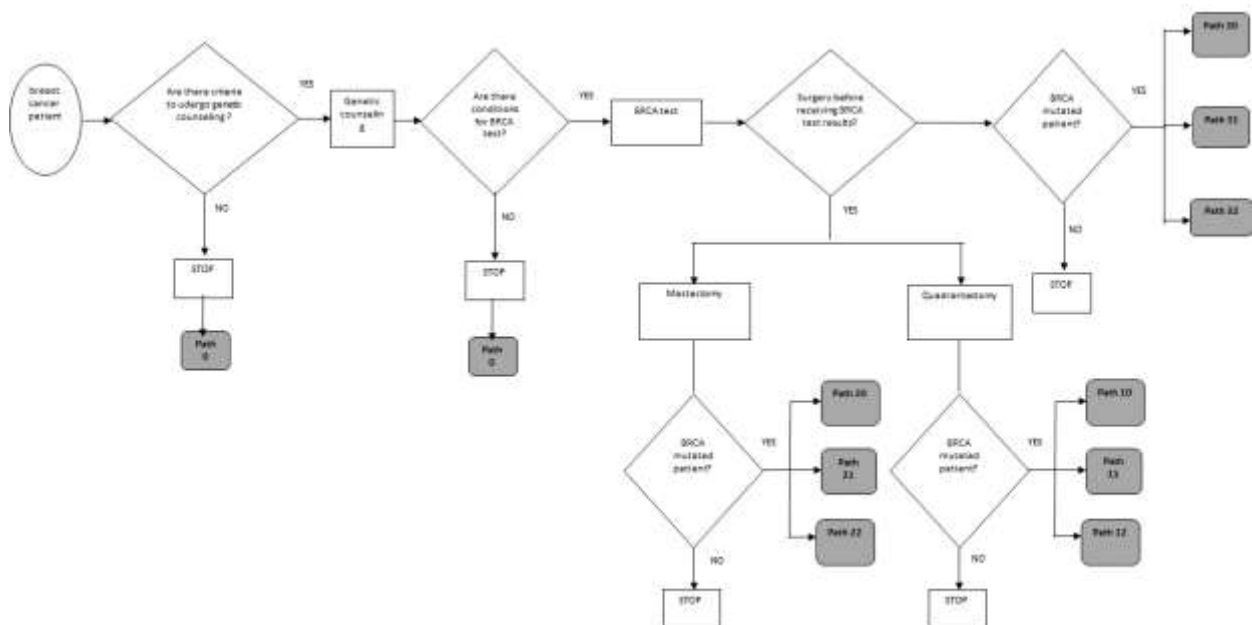 breast
cancer
patient
Are there criteria
to udergo genetic
counseling ?
YES
NO
STOP
Path
0
Genetic
counselin
g
Are there
conditions
for BRCA
test?
YES
NO
STOP
Path
0
BRCA test
Surgery before
receiving BRCA
test results?
YES
BRCA
mutated
patient?
YES
NO
STOP
Path 30
Path 31
Path 32
Mastectomy
Quadrantectomy
BRCA
mutated
patient?
YES
NO
STOP
Path 20
Path
21
Path 22
BRCA
mutated
patient?
YES
NO
STOP
Path 10
Path
11
Path 12